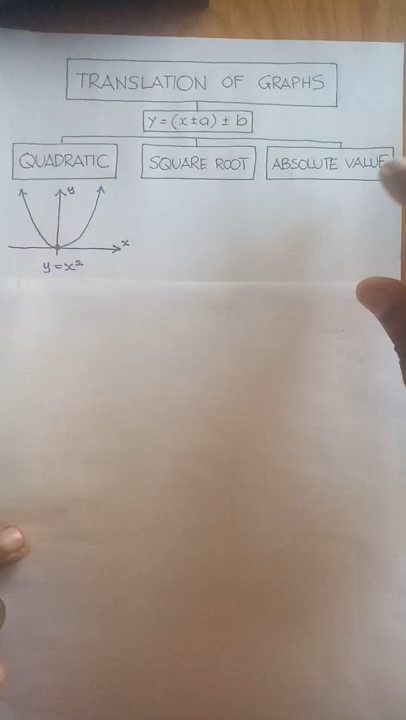 TRANSLATION OF GRAPHS
y = (x ± a) ± b
QUADRATIC SQUARE ROOT ABSOLUTE VALUE
y
x
y = x²